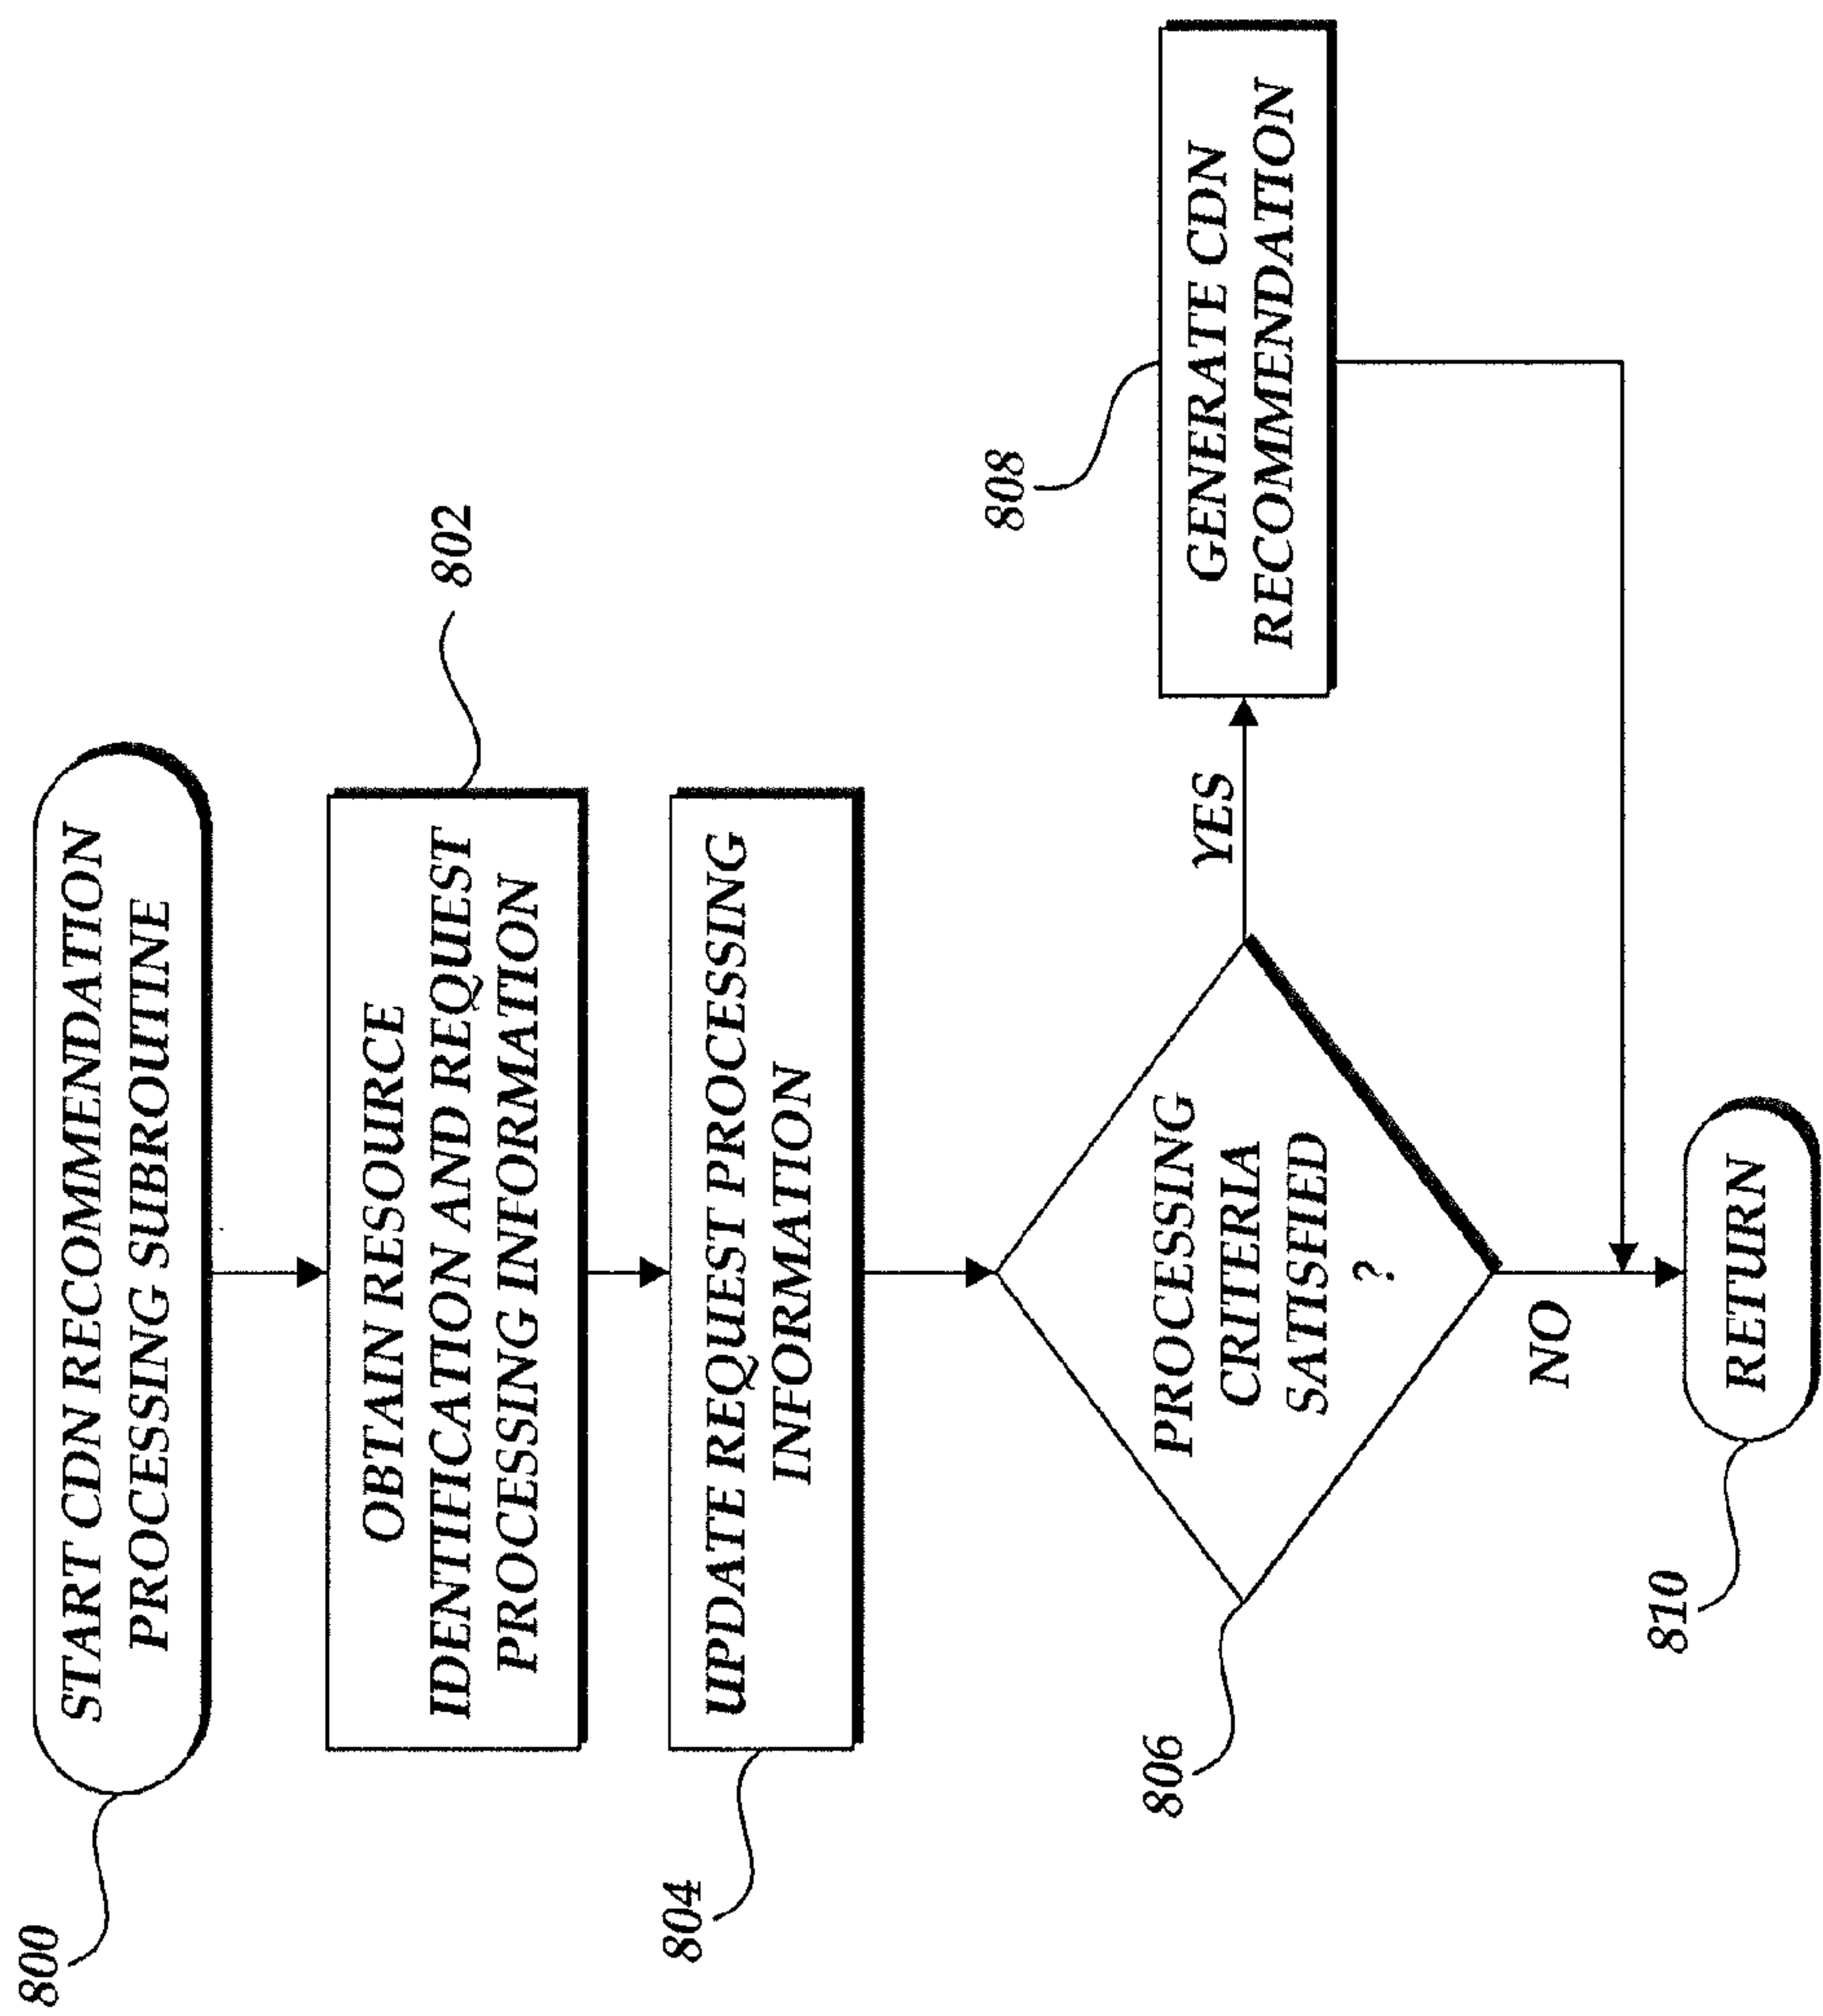 800
START CDN RECOMMENDATION
PROCESSING SUBROUTINE
802
OBTAIN RESOURCE
IDENTIFICATION AND REQUEST
PROCESSING INFORMATION
804
UPDATE REQUEST PROCESSING
INFORMATION
806
PROCESSING
CRITERIA
SATISFIED
?
YES
808
GENERATE CDN
RECOMMENDATION
NO
810
RETURN